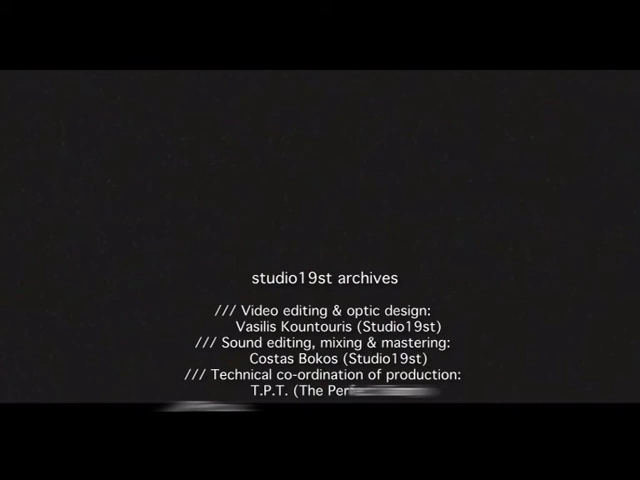 studio19st archives
/// Video editing & optic design:
Vasilis Kountouris (Studio19st)
/// Sound editing, mixing & mastering:
Costas Bokos (Studio19st)
/// Technical co-ordination of production:
T.P.T. (The